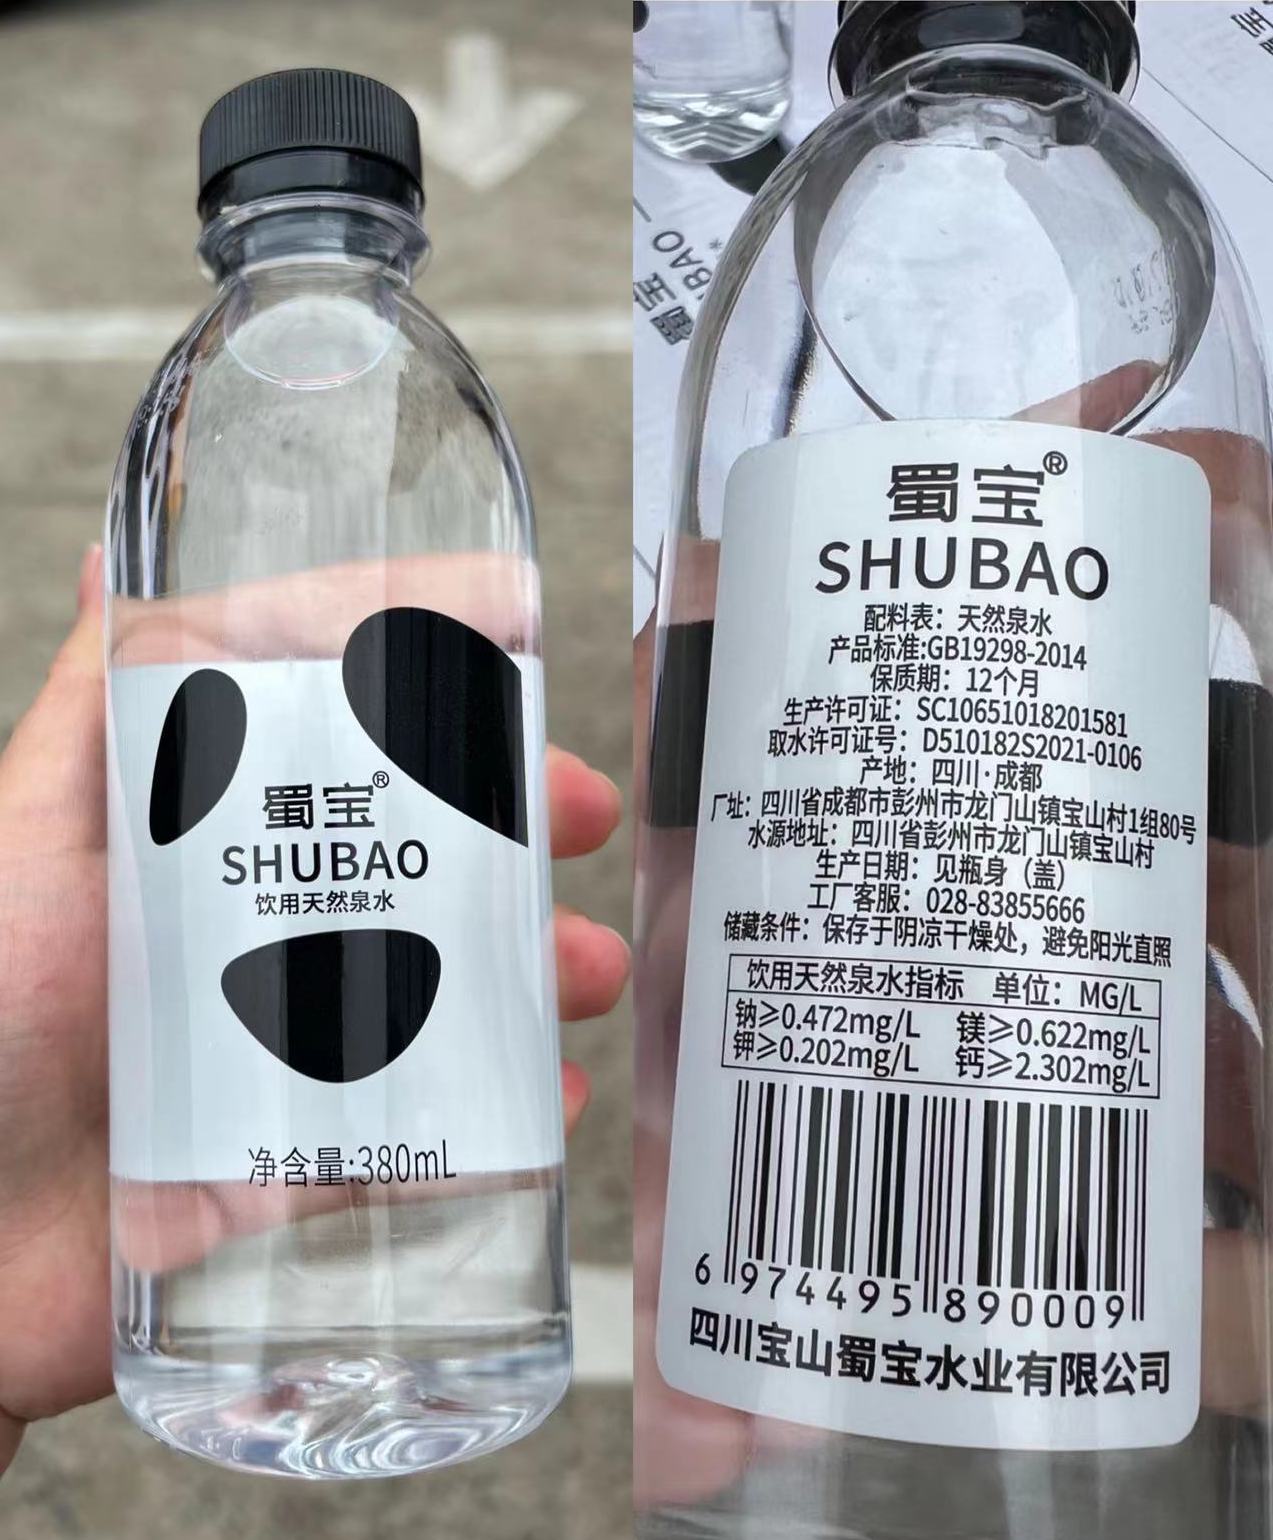 蜀宝®
SHUBAO
饮用天然泉水
净含量:380mL
蜀宝
SHUBAO
蜀宝®
SHUBAO
配料表：天然泉水
产品标准:GB19298-2014
保质期：12个月
生产许可证：SC10651018201581
取水许可证号：D510182S2021-0106
产地：四川·成都
厂址：四川省成都市彭州市龙门山镇宝山村1组80号
水源地址：四川省彭州市龙门山镇宝山村
生产日期：见瓶身（盖）
工厂客服：028-83855666
储藏条件：保存于阴凉干燥处，避免阳光直照
饮用天然泉水指标 单位：MG/L
钠≥0.472mg/L 镁≥0.622mg/L
钾≥0.202mg/L 钙≥2.302mg/L
6 974495 890009
四川宝山蜀宝水业有限公司